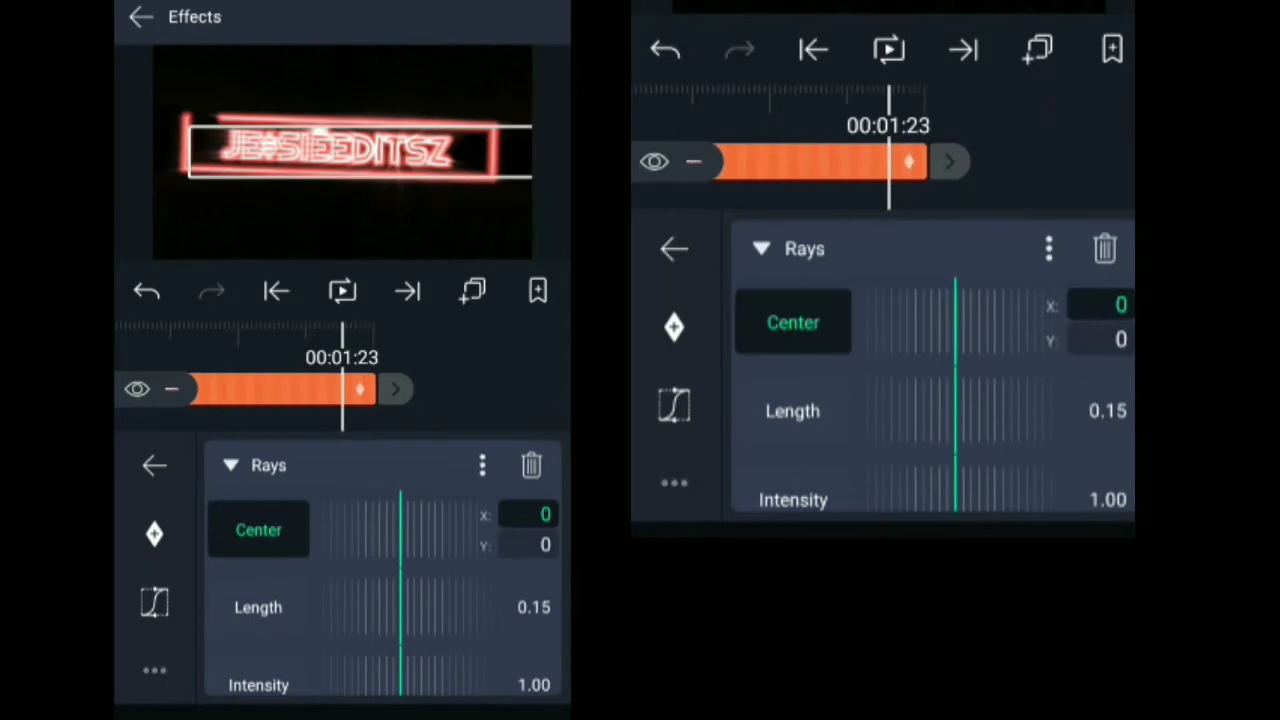 Effects
JESSIEEDITSZ
00:01:23
Rays
Center
X: 0
Y: 0
Length 0.15
Intensity 1.00
00:01:23
Rays
Center
X: 0
Y: 0
Length 0.15
Intensity 1.00